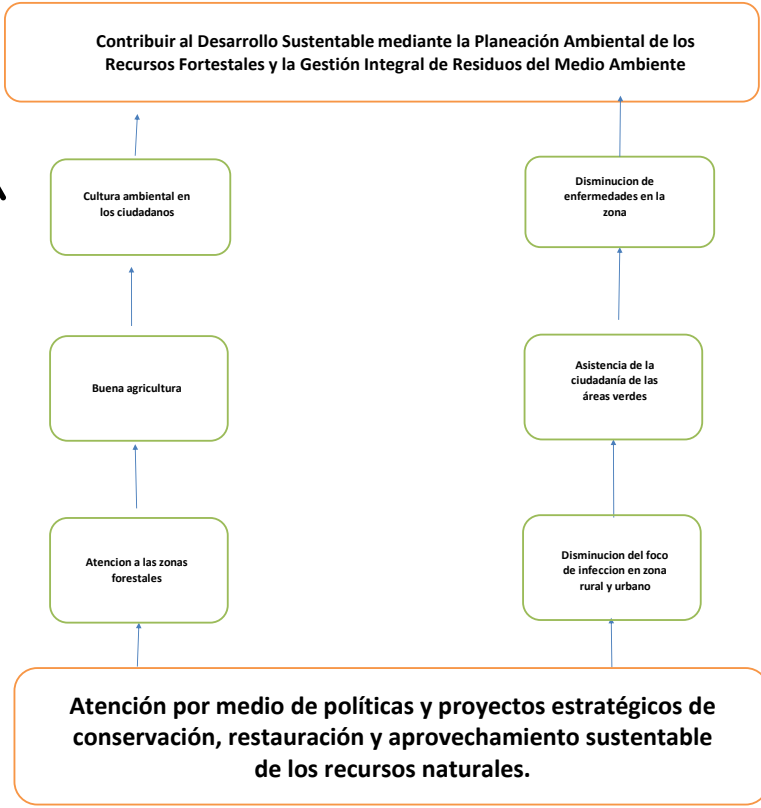 Contribuir al Desarrollo Sustentable mediante la Planeación Ambiental de los
Recursos Fortestales y la Gestión Integral de Residuos del Medio Ambiente
Cultura ambiental en
los ciudadanos
Disminucion de
enfermedades en la
zona
Buena agricultura
Asistencia de la
ciudadanía de las
áreas verdes
Atencion a las zonas
forestales
Disminucion del foco
de infeccion en zona
rural y urbano
Atención por medio de políticas y proyectos estratégicos de
conservación, restauración y aprovechamiento sustentable
de los recursos naturales.